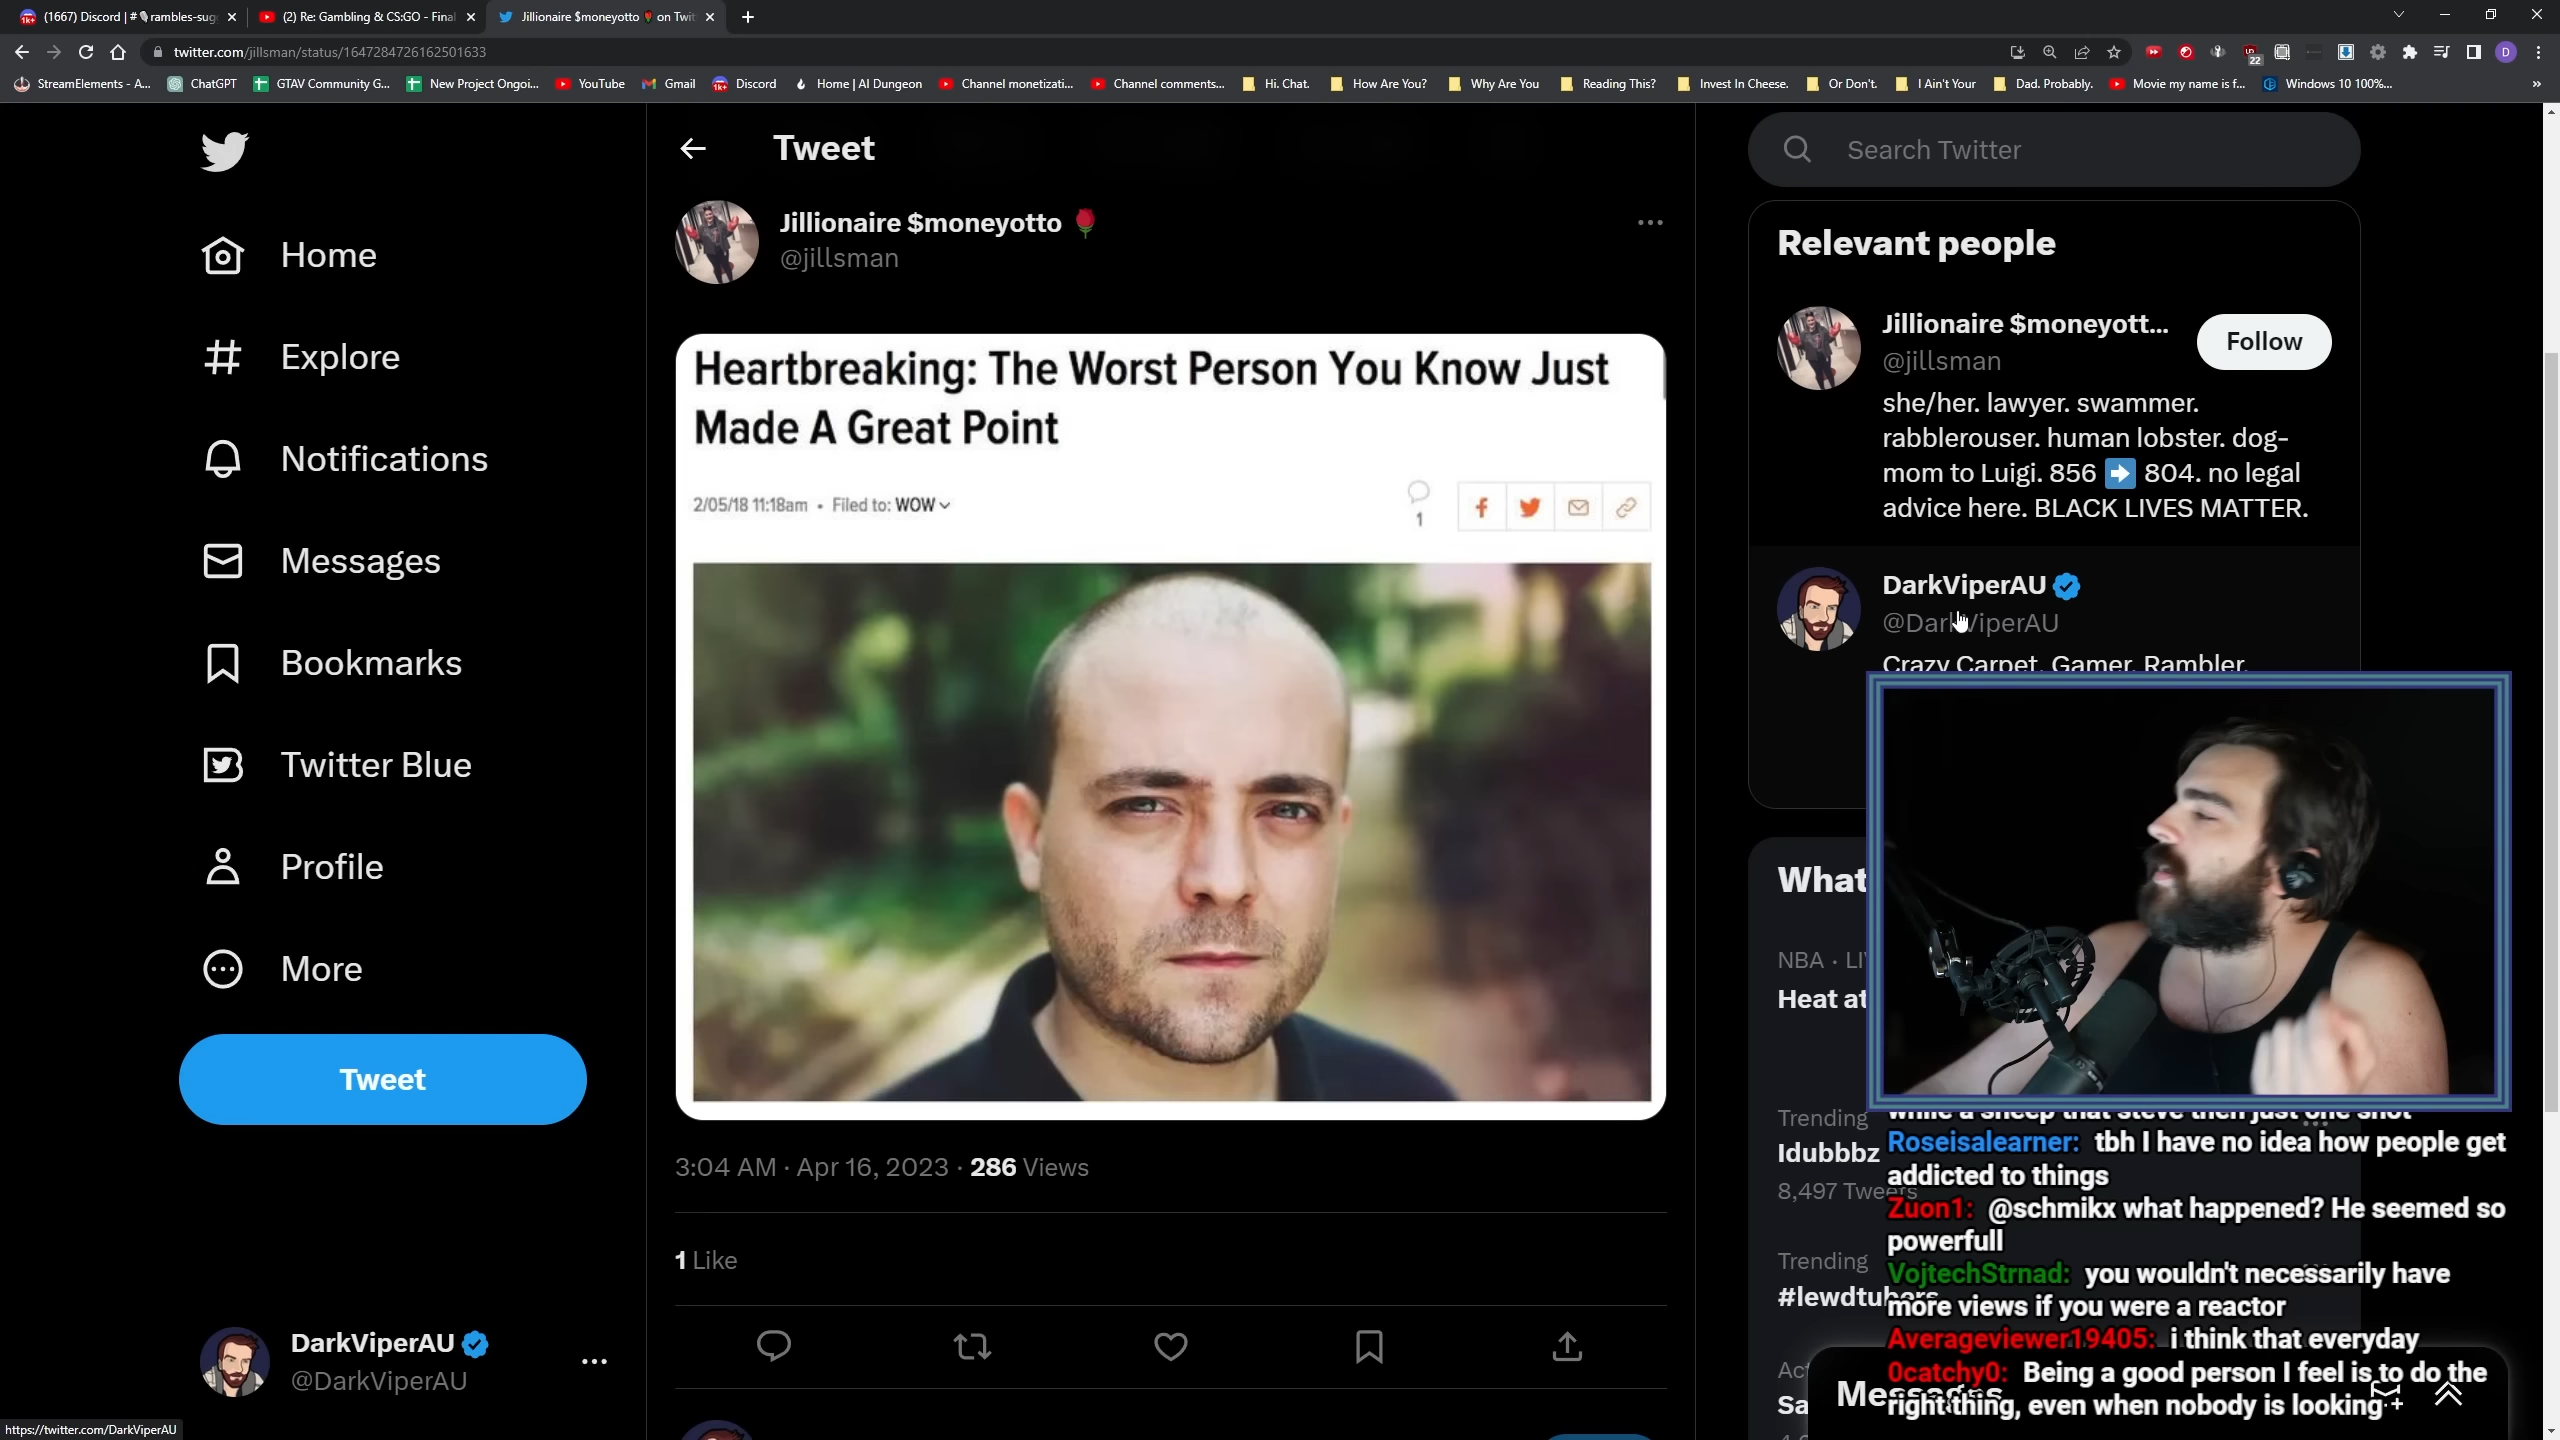 (1667) Discord | # rambles-sug
(2) Re: Gambling & CS:GO - Final
Jillionaire $moneyotto 🌹 on Twit
twitter.com/jillsman/status/1647284726162501633
22
D
StreamElements - A...
ChatGPT
GTAV Community G...
New Project Ongoi...
YouTube
Gmail
Discord
Home | AI Dungeon
Channel monetizati...
Channel comments...
Hi. Chat.
How Are You?
Why Are You
Reading This?
Invest In Cheese.
Or Don't.
I Ain't Your
Dad. Probably.
Movie my name is f...
Windows 10 100%...
Home
Explore
Notifications
Messages
Bookmarks
Twitter Blue
Profile
More
Tweet
DarkViperAU
@DarkViperAU
https://twitter.com/DarkViperAU
Tweet
Jillionaire $moneyotto 🌹
@jillsman
Heartbreaking: The Worst Person You Know Just
Made A Great Point
2/05/18 11:18am • Filed to: WOW
1
3:04 AM · Apr 16, 2023 · 286 Views
1 Like
Search Twitter
Relevant people
Jillionaire $moneyott...
@jillsman
Follow
she/her. lawyer. swammer.
rabblerouser. human lobster. dog-
mom to Luigi. 856 ➡️ 804. no legal
advice here. BLACK LIVES MATTER.
DarkViperAU
@DarkViperAU
Crazy Carpet. Gamer. Rambler.
What
NBA · LI
Heat at
Trending
Idubbbz
8,497 Tweets
Trending
#lewdtubers
Sa
Messages
while a sheep that steve then just one shot
Roseisalearner: tbh I have no idea how people get
addicted to things
Zuon1: @schmikx what happened? He seemed so
powerfull
VojtechStrnad: you wouldn't necessarily have
more views if you were a reactor
Averageviewer19405: i think that everyday
0catchy0: Being a good person I feel is to do the
right thing, even when nobody is looking